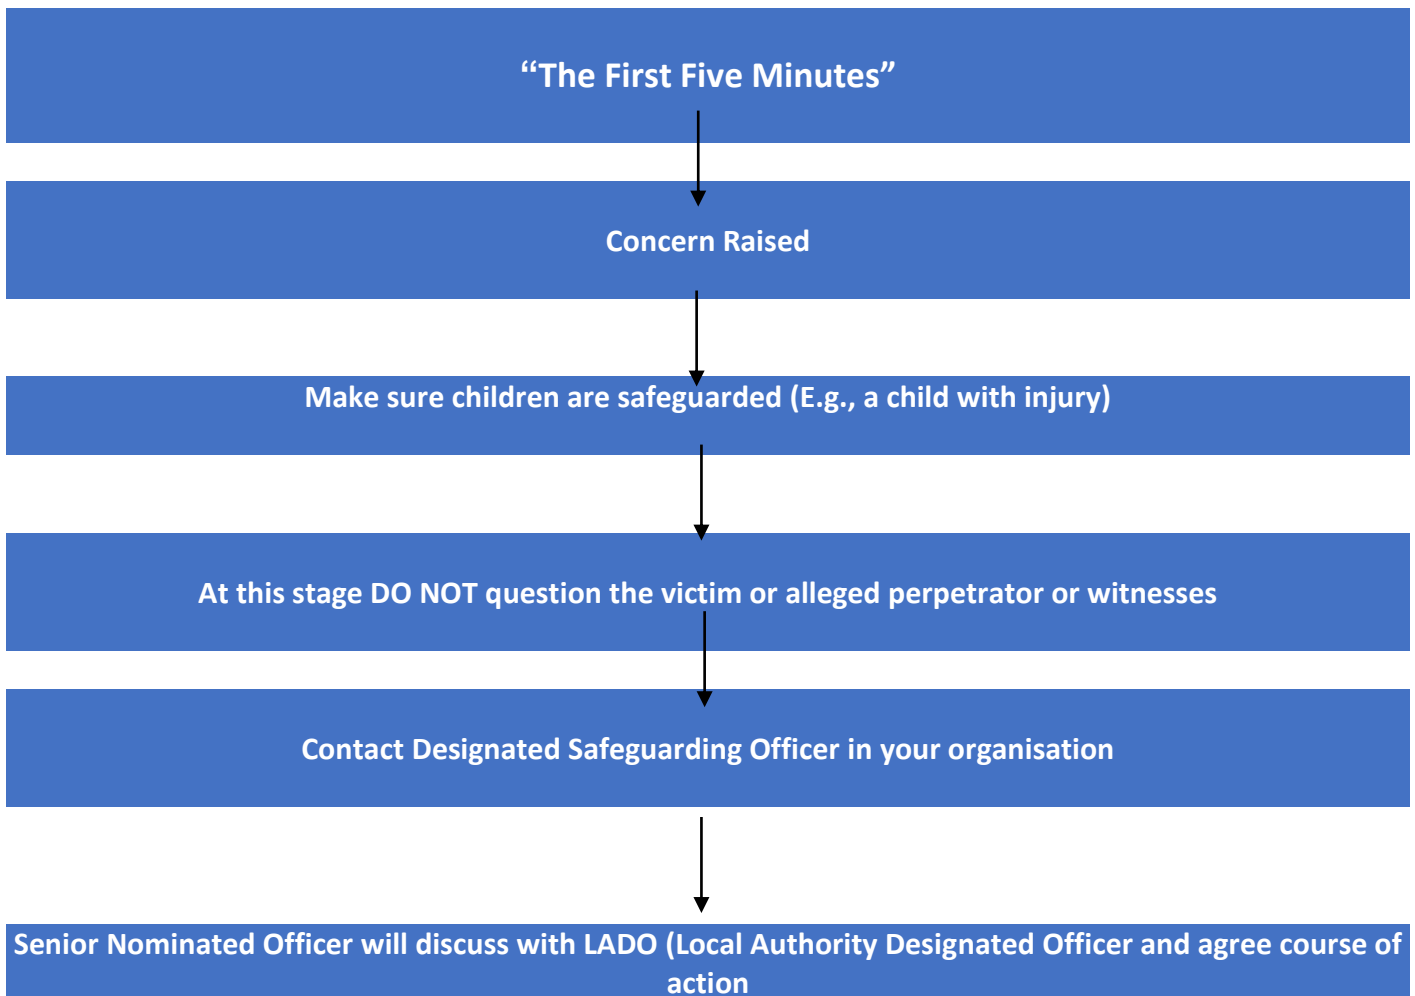 “The First Five Minutes”
Concern Raised
Make sure children are safeguarded (E.g., a child with injury)
At this stage DO NOT question the victim or alleged perpetrator or witnesses
Contact Designated Safeguarding Officer in your organisation
Senior Nominated Officer will discuss with LADO (Local Authority Designated Officer and agree course of
action